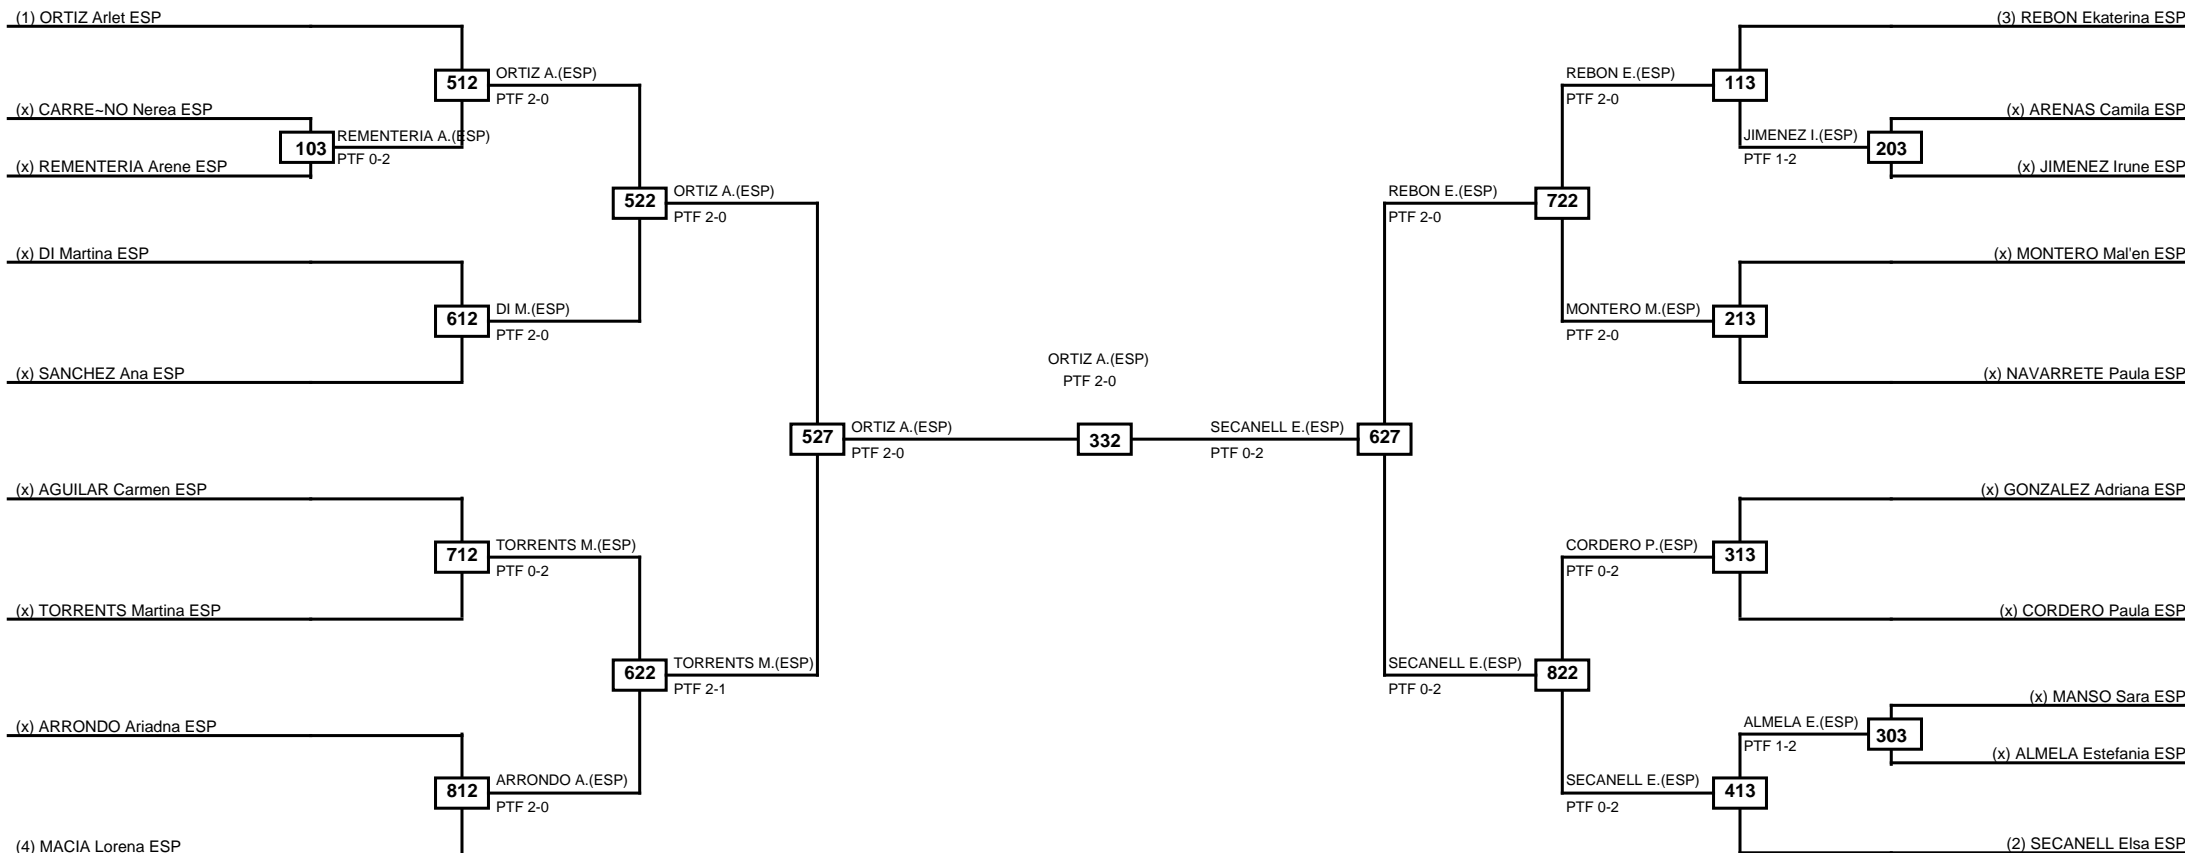 (1) ORTIZ Arlet ESP
(3) REBON Ekaterina ESP
512
ORTIZ A.(ESP)
PTF 2-0
REBON E.(ESP)
PTF 2-0
113
(x) CARRE~NO Nerea ESP
(x) ARENAS Camila ESP
103
REMENTERIA A.(ESP)
PTF 0-2
JIMENEZ I.(ESP)
PTF 1-2
203
(x) REMENTERIA Arene ESP
(x) JIMENEZ Irune ESP
522
ORTIZ A.(ESP)
PTF 2-0
REBON E.(ESP)
PTF 2-0
722
(x) DI Martina ESP
(x) MONTERO Mal'en ESP
612
DI M.(ESP)
PTF 2-0
MONTERO M.(ESP)
PTF 2-0
213
(x) SANCHEZ Ana ESP
(x) NAVARRETE Paula ESP
ORTIZ A.(ESP)
PTF 2-0
527
ORTIZ A.(ESP)
PTF 2-0
332
SECANELL E.(ESP)
PTF 0-2
627
(x) AGUILAR Carmen ESP
(x) GONZALEZ Adriana ESP
712
TORRENTS M.(ESP)
PTF 0-2
CORDERO P.(ESP)
PTF 0-2
313
(x) TORRENTS Martina ESP
(x) CORDERO Paula ESP
622
TORRENTS M.(ESP)
PTF 2-1
SECANELL E.(ESP)
PTF 0-2
822
(x) ARRONDO Ariadna ESP
(x) MANSO Sara ESP
ALMELA E.(ESP)
PTF 1-2
303
(x) ALMELA Estefania ESP
812
ARRONDO A.(ESP)
PTF 2-0
SECANELL E.(ESP)
PTF 0-2
413
(4) MACIA Lorena ESP
(2) SECANELL Elsa ESP